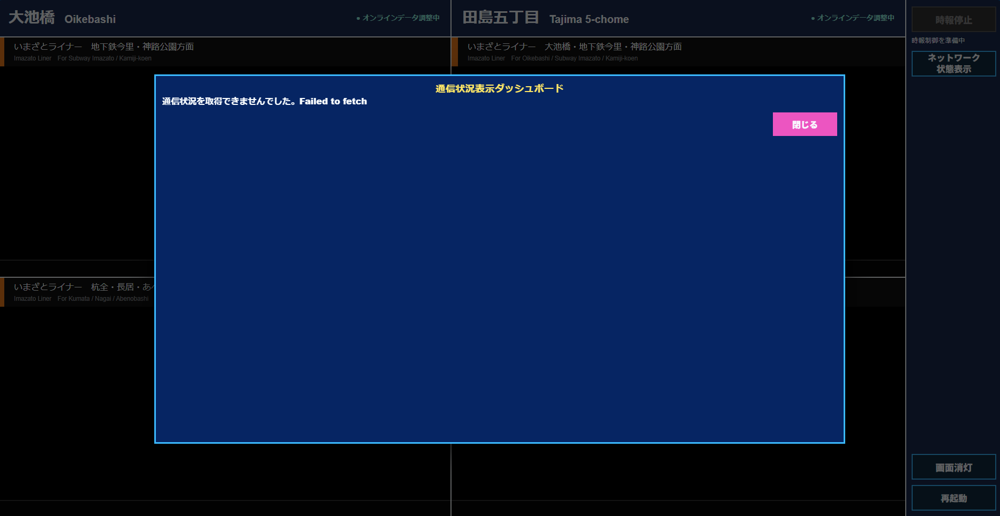 大池橋 Oikebashi
● オンラインデータ調整中
田島五丁目 Tajima 5-chome
● オンラインデータ調整中
時報停止
時報制御を準備中
ネットワーク
状態表示
いまざとライナー 地下鉄今里・神路公園方面
Imazato Liner For Subway Imazato / Kamiji-koen
いまざとライナー 大池橋・地下鉄今里・神路公園方面
Imazato Liner For Oikebashi / Subway Imazato / Kamiji-koen
通信状況表示ダッシュボード
通信状況を取得できませんでした。Failed to fetch
閉じる
いまざとライナー 杭全・長居・あべ
Imazato Liner For Kumata / Nagai / Abenobashi
画面消灯
再起動